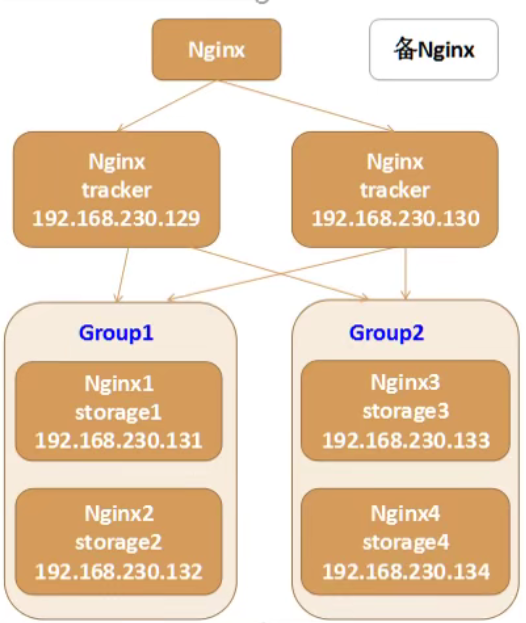 Nginx
备Nginx
Nginx
tracker
192.168.230.129
Nginx
tracker
192.168.230.130
Group1
Nginx1
storage1
192.168.230.131
Nginx2
storage2
192.168.230.132
Group2
Nginx3
storage3
192.168.230.133
Nginx4
storage4
192.168.230.134